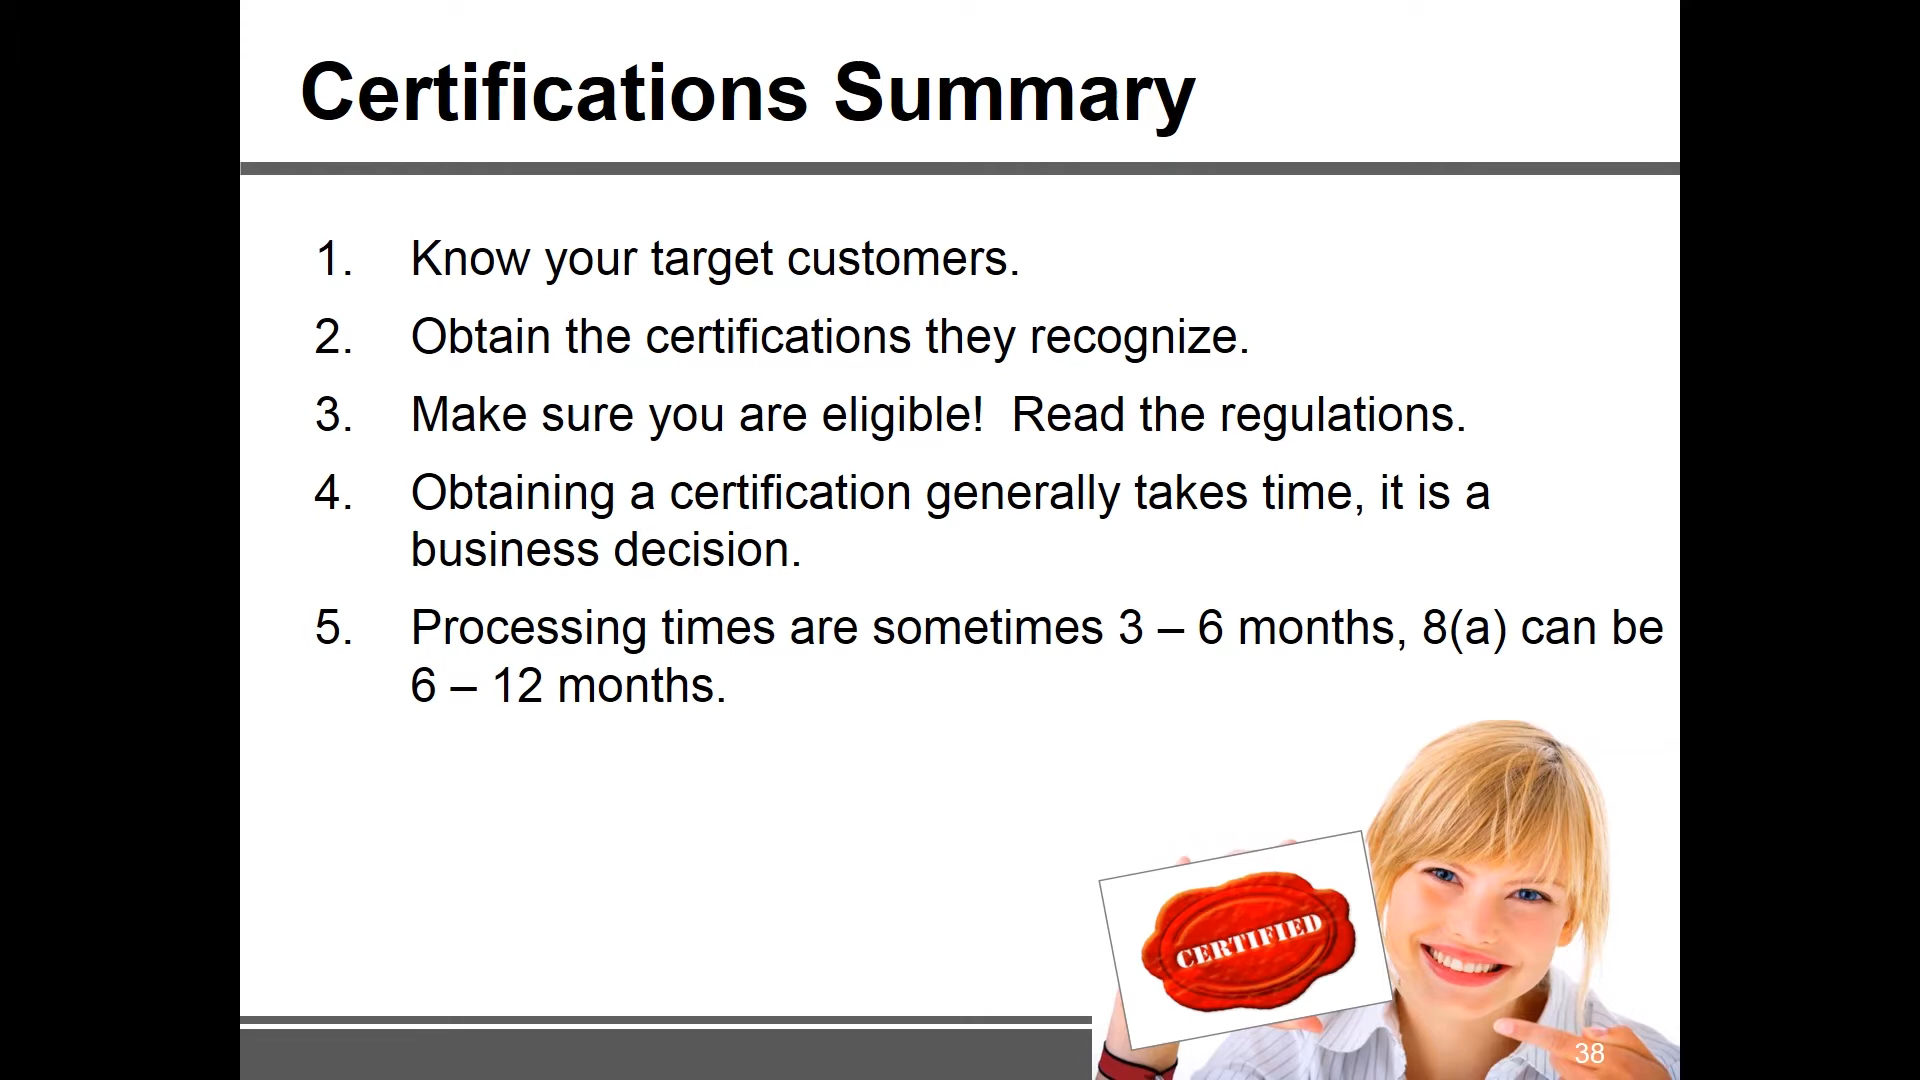 Certifications Summary
1. Know your target customers.
2. Obtain the certifications they recognize.
3. Make sure you are eligible!  Read the regulations.
4. Obtaining a certification generally takes time, it is a
business decision.
5. Processing times are sometimes 3 – 6 months, 8(a) can be
6 – 12 months.
CERTIFIED
38